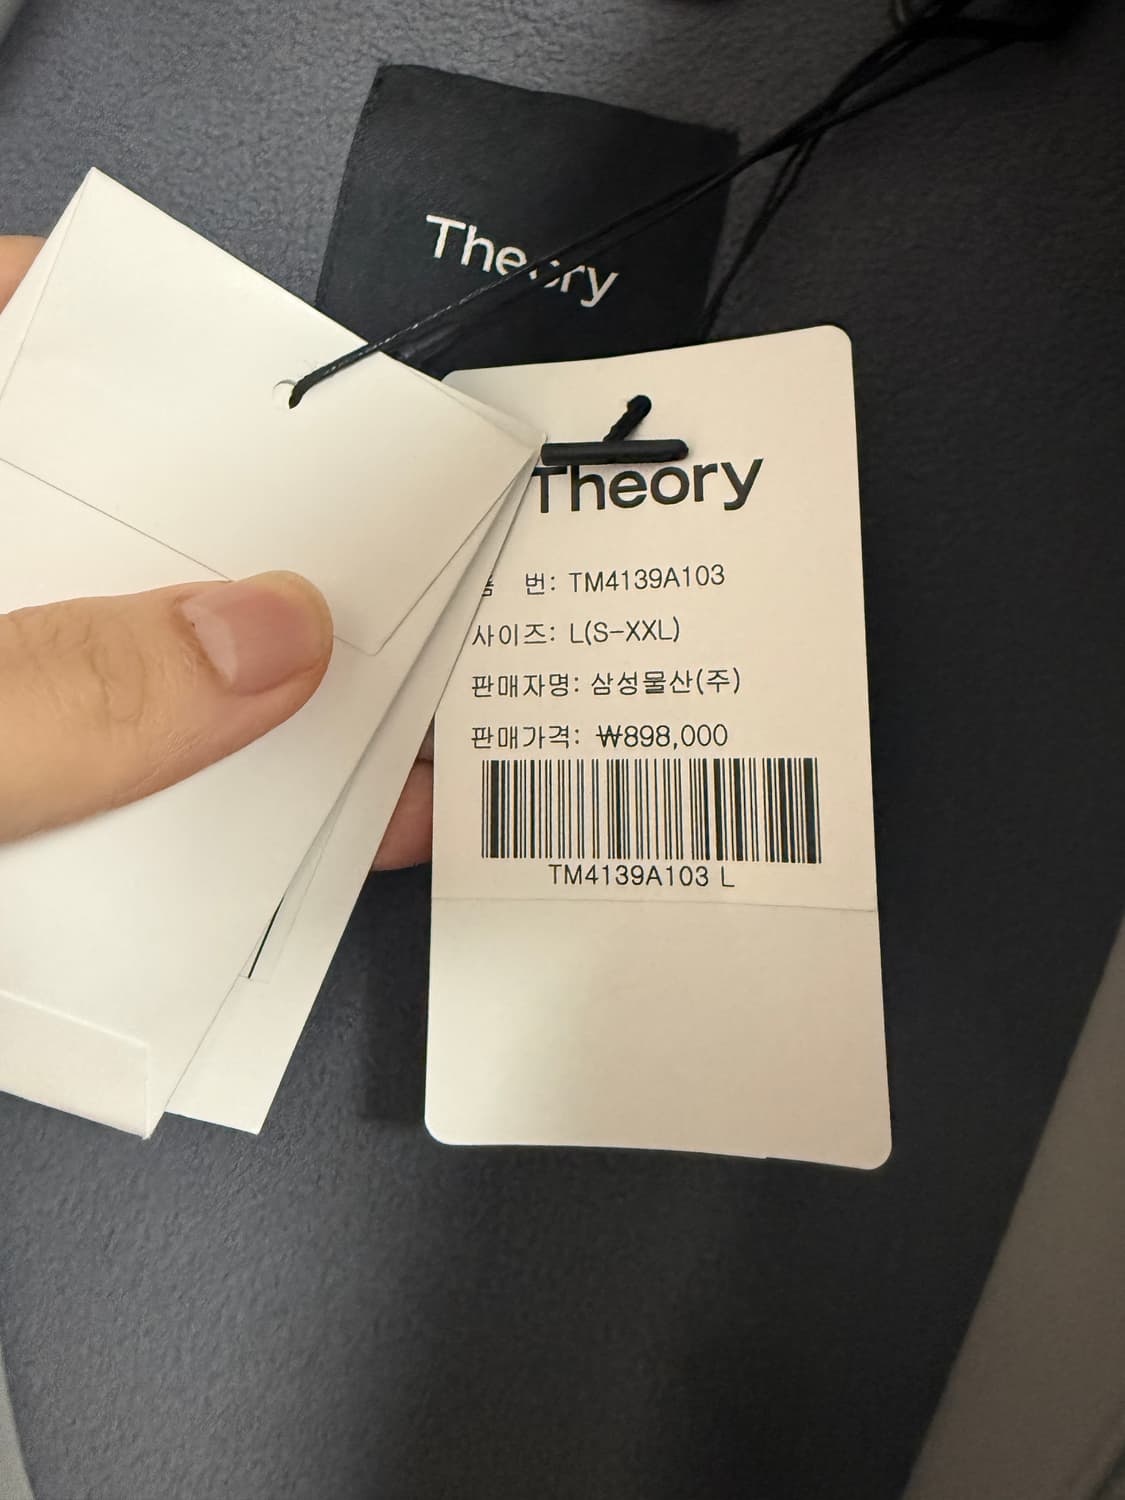 Theory
Theory
품 번: TM4139A103
사이즈: L(S-XXL)
판매자명: 삼성물산(주)
판매가격: ₩898,000
TM4139A103 L